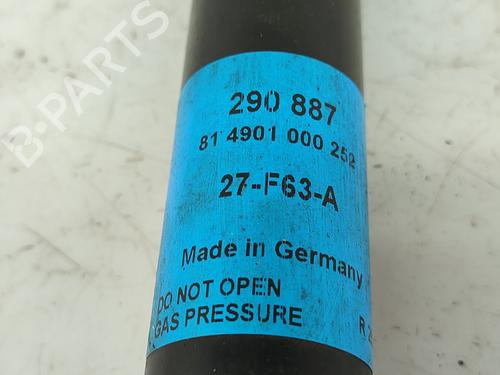 290 887
81 4901 000 252
27-F63-A
Made in Germany
DO NOT OPEN
GAS PRESSURE
B-PARTS